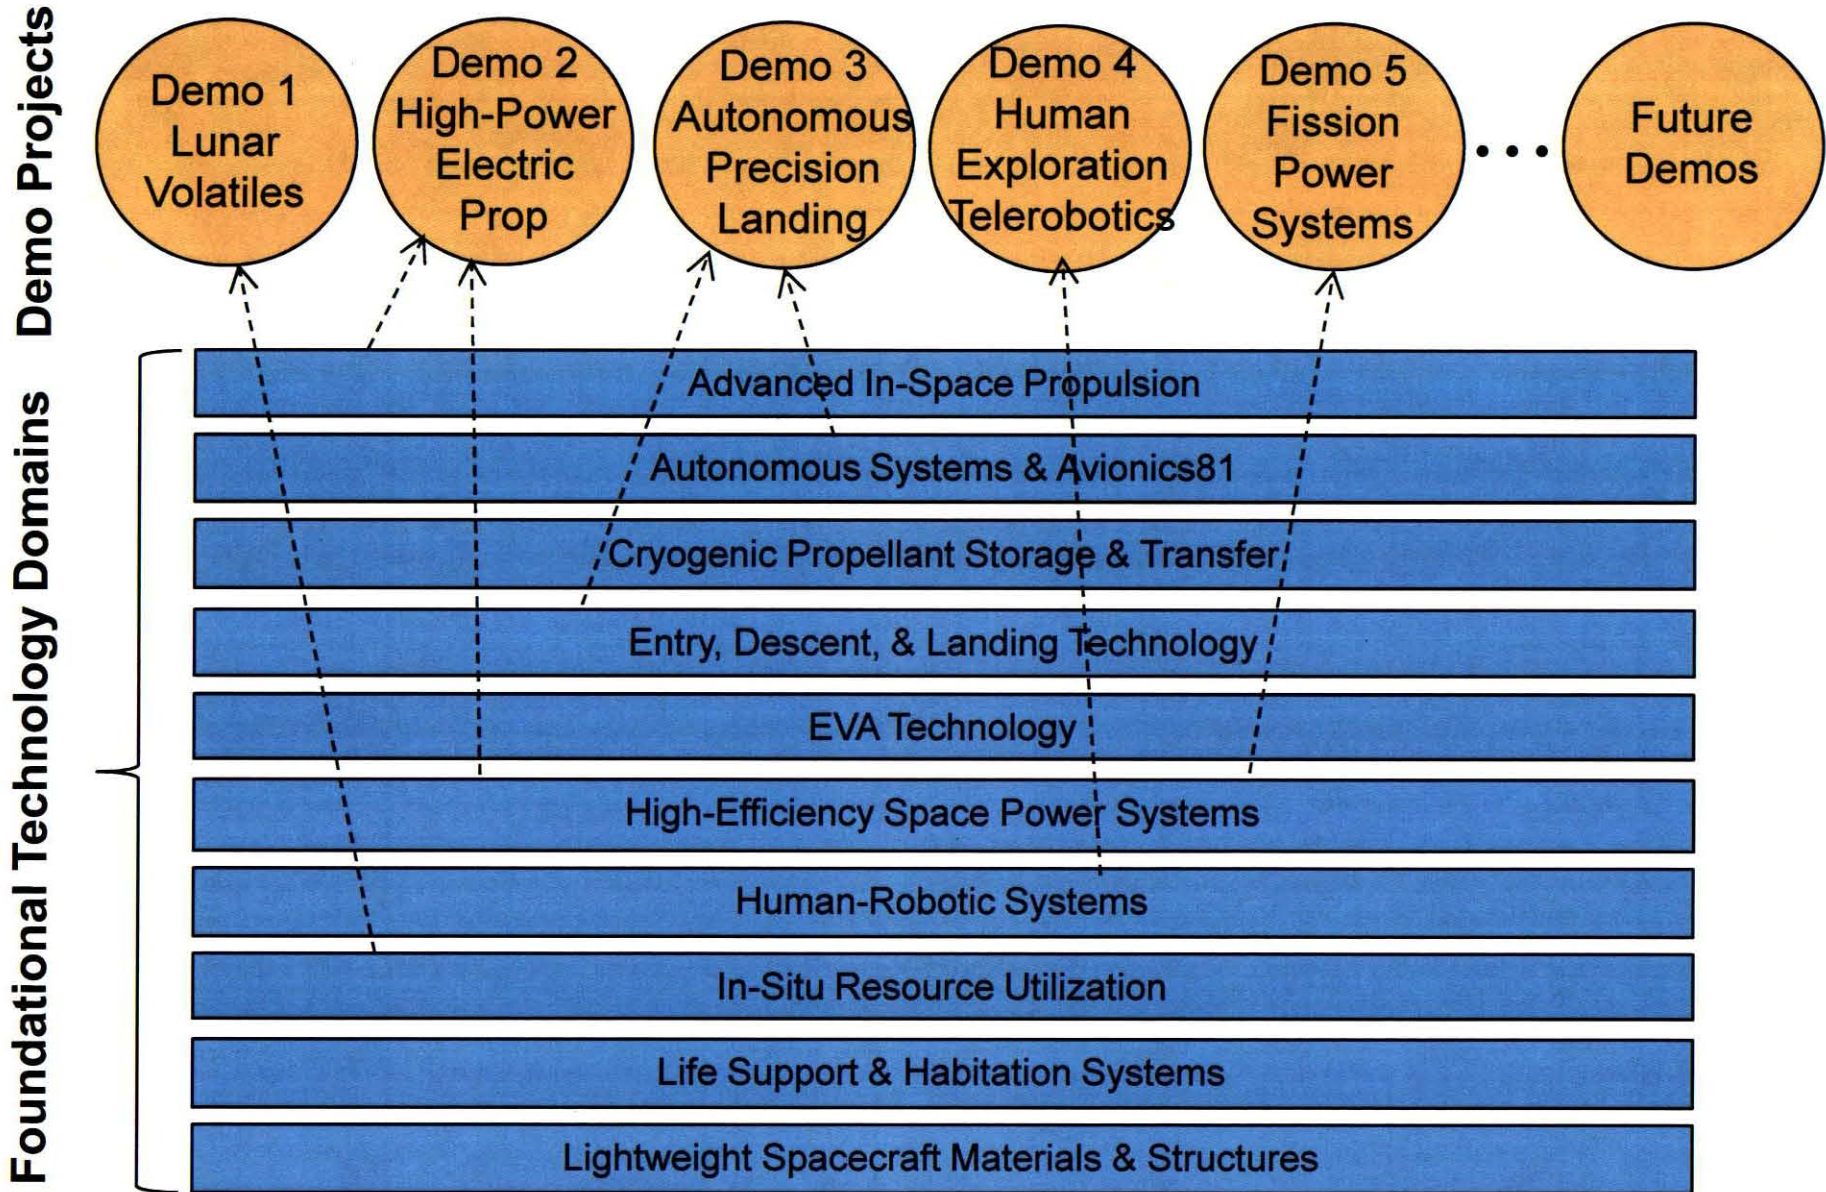 Demo Projects
Demo 1
Lunar
Volatiles
Demo 2
High-Power
Electric
Prop
Demo 3
Autonomous
Precision
Landing
Demo 4
Human
Exploration
Telerobotics
Demo 5
Fission
Power
Systems
• • •
Future
Demos
Foundational Technology Domains
Advanced In-Space Propulsion
Autonomous Systems & Avionics81
Cryogenic Propellant Storage & Transfer
Entry, Descent, & Landing Technology
EVA Technology
High-Efficiency Space Power Systems
Human-Robotic Systems
In-Situ Resource Utilization
Life Support & Habitation Systems
Lightweight Spacecraft Materials & Structures